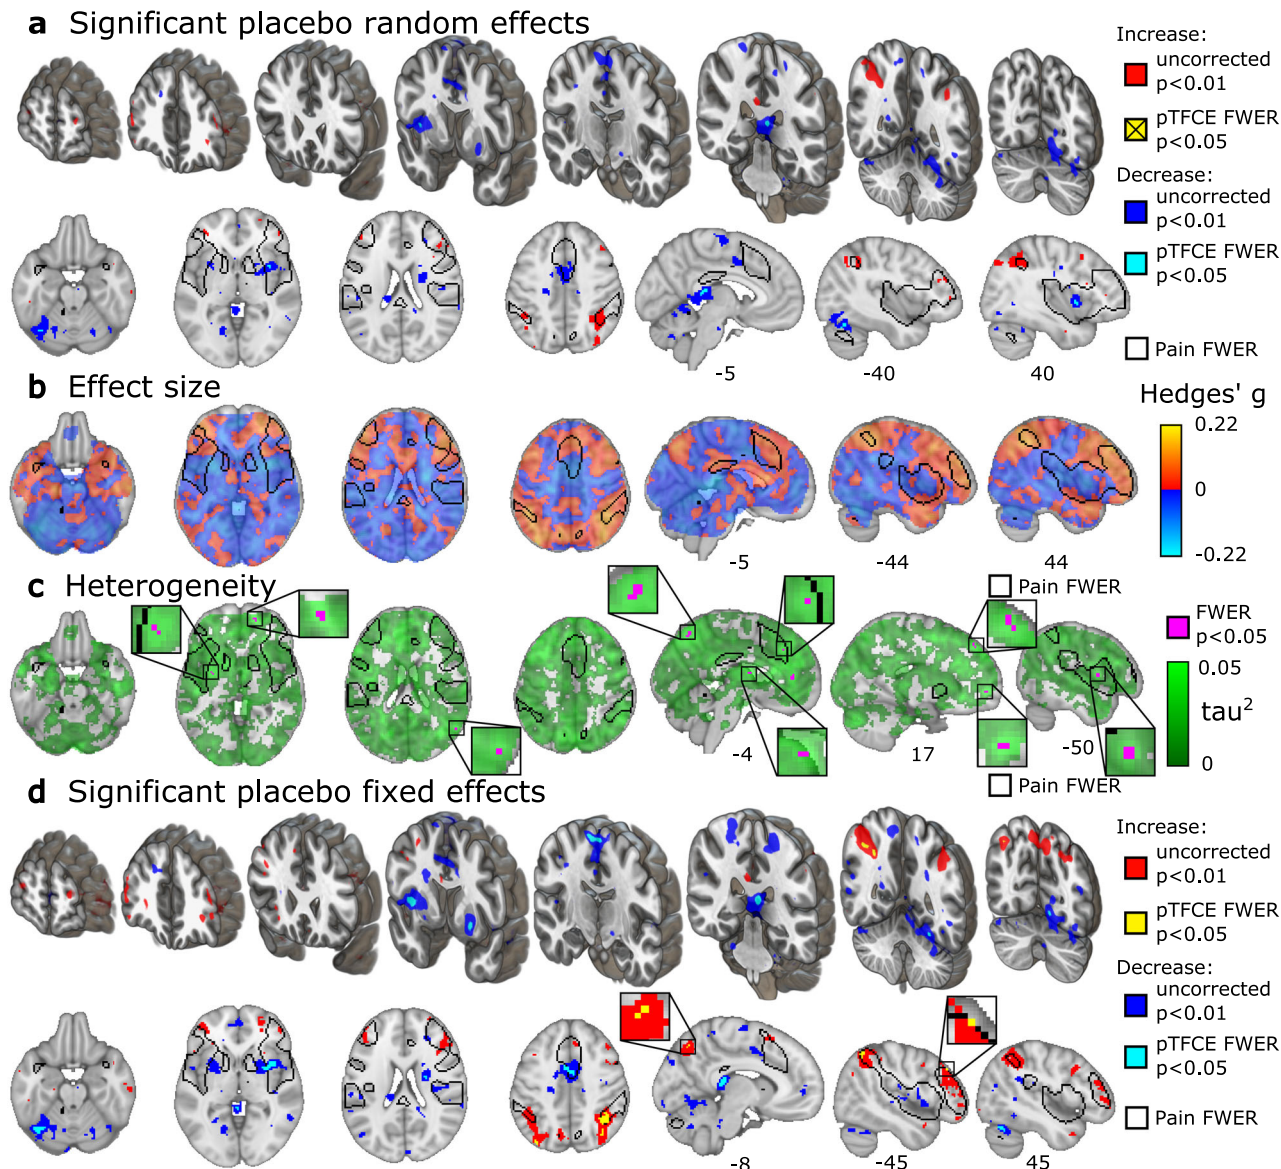 a Significant placebo random effects
Increase:
uncorrected
p<0.01
pTFCE FWER
p<0.05
Decrease:
uncorrected
p<0.01
pTFCE FWER
p<0.05
Pain FWER
-5
-40
40
b Effect size
Hedges' g
0.22
0
-0.22
-5
-44
44
Pain FWER
c Heterogeneity
FWER
p<0.05
0.05
tau²
0
-4
17
-50
Pain FWER
d Significant placebo fixed effects
Increase:
uncorrected
p<0.01
pTFCE FWER
p<0.05
Decrease:
uncorrected
p<0.01
pTFCE FWER
p<0.05
Pain FWER
-8
-45
45